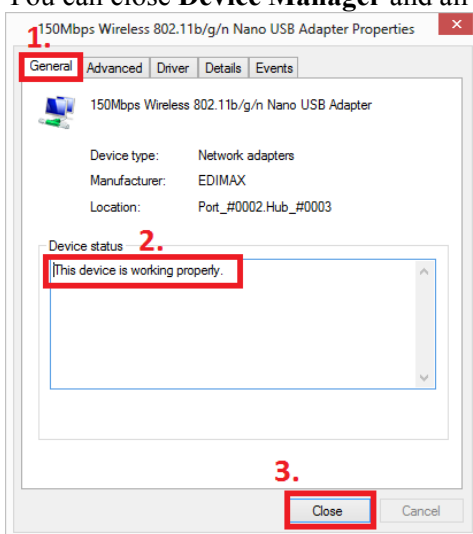 You can close Device Manager and all
1.
150Mbps Wireless 802.11b/g/n Nano USB Adapter Properties
General Advanced Driver Details Events
150Mbps Wireless 802.11b/g/n Nano USB Adapter
Device type: Network adapters
Manufacturer: EDIMAX
Location: Port_#0002.Hub_#0003
Device status
2.
This device is working properly.
3.
Close Cancel